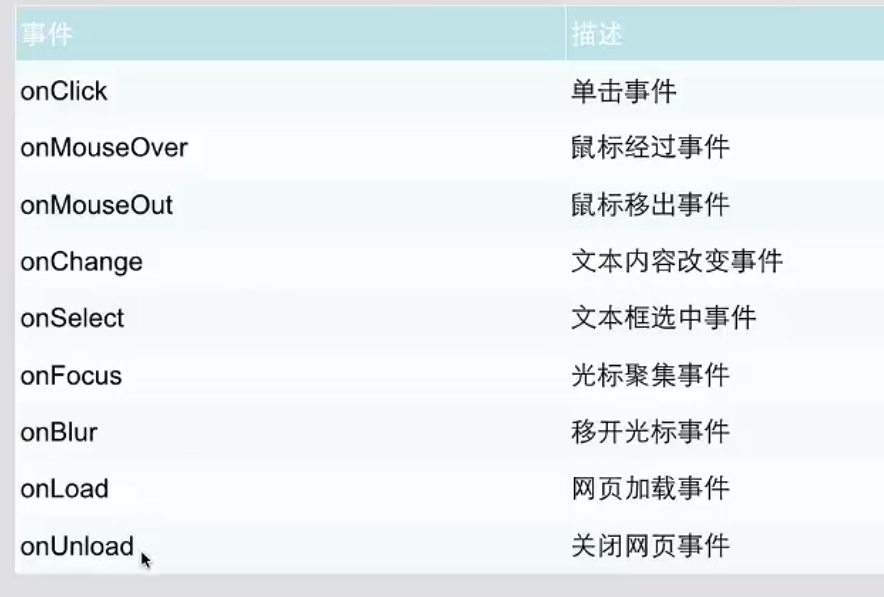 事件 描述
onClick 单击事件
onMouseOver 鼠标经过事件
onMouseOut 鼠标移出事件
onChange 文本内容改变事件
onSelect 文本框选中事件
onFocus 光标聚集事件
onBlur 移开光标事件
onLoad 网页加载事件
onUnload 关闭网页事件